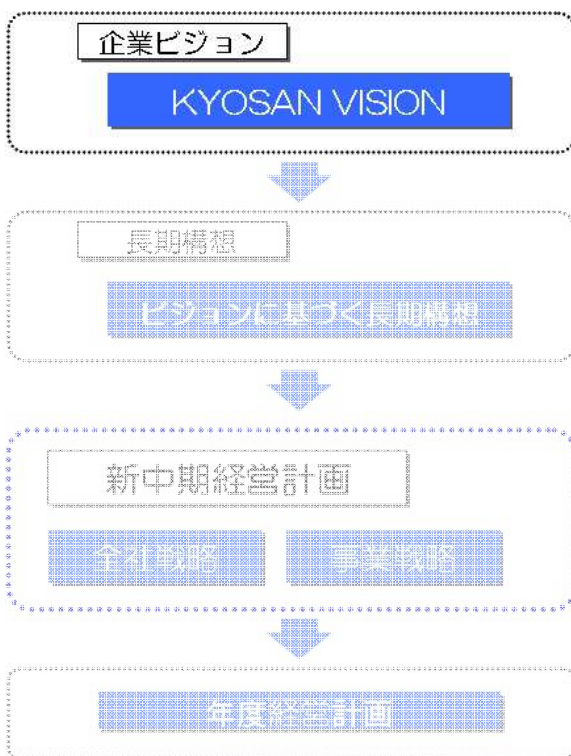 企業ビジョン
KYOSAN VISION
長期構想
ビジョンに基づく長期構想
新中期経営計画
全社戦略
事業戦略
年度経営計画